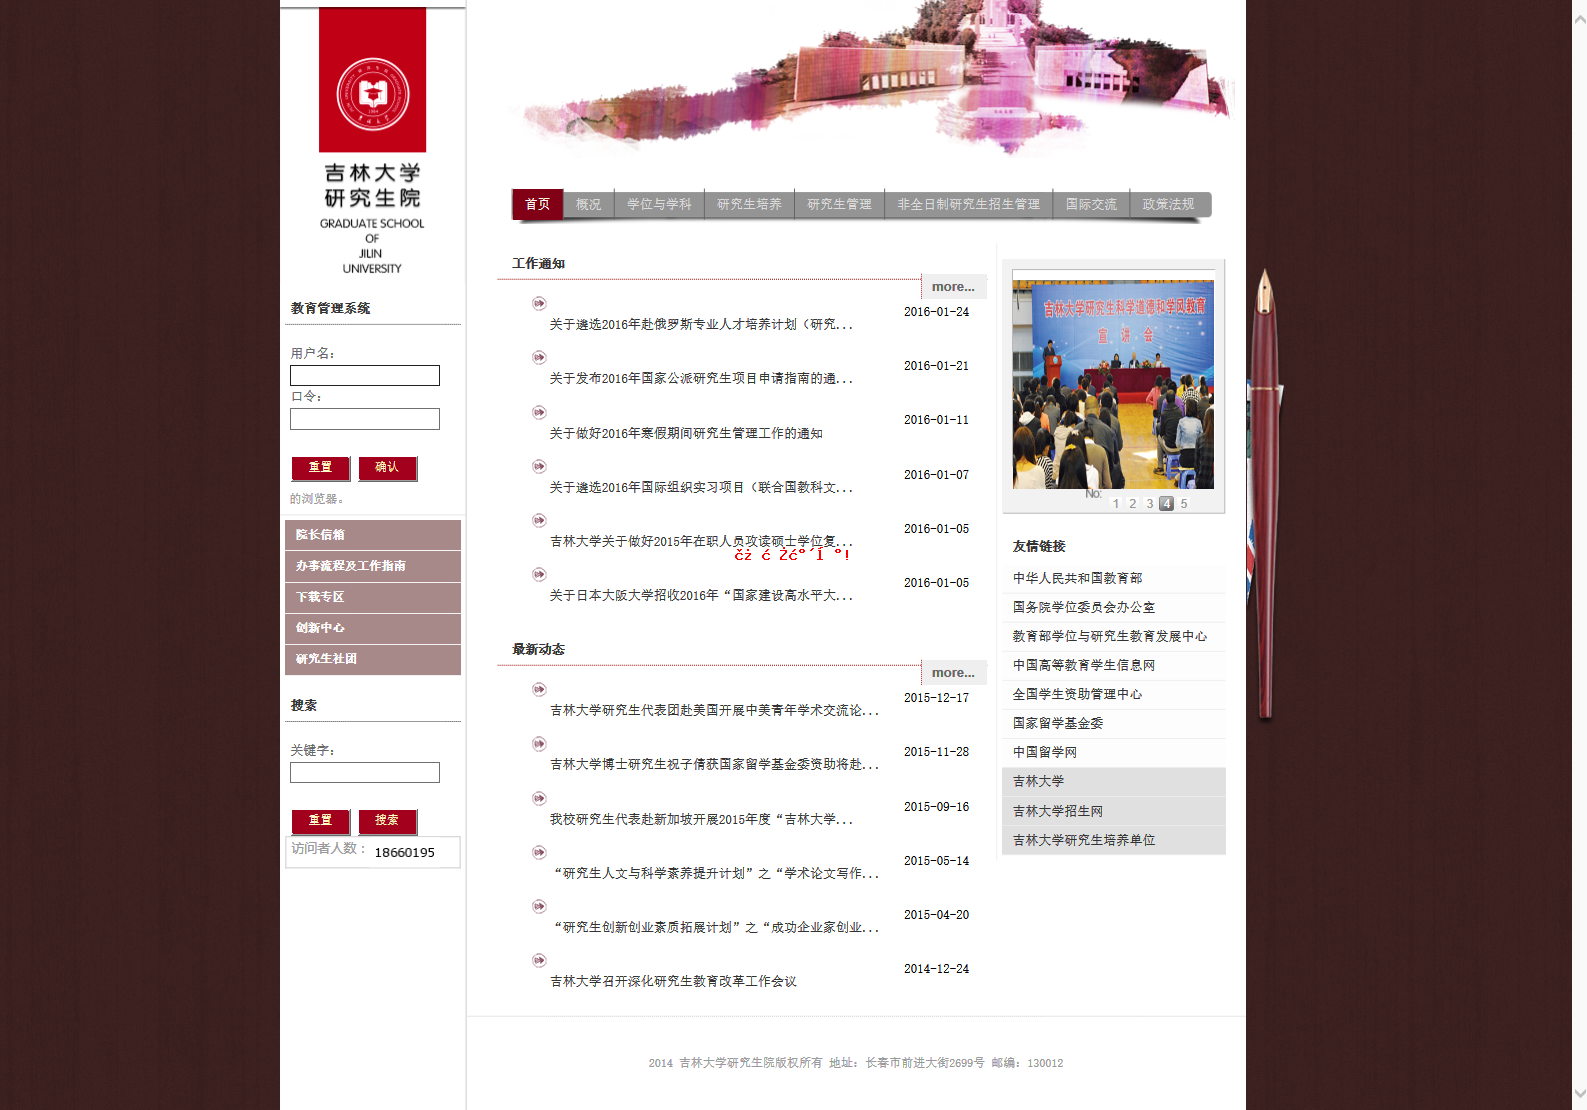 吉林大学
研究生院
GRADUATE SCHOOL
OF
JILIN
UNIVERSITY
首页 概况 学位与学科 研究生培养 研究生管理 非全日制研究生招生管理 国际交流 政策法规
教育管理系统
用户名：
口令：
重置 确认
的浏览器。
院长信箱
办事流程及工作指南
下载专区
创新中心
研究生社团
搜索
关键字：
重置 搜索
访问者人数： 18660195
工作通知
more...
关于遴选2016年赴俄罗斯专业人才培养计划（研究... 2016-01-24
关于发布2016年国家公派研究生项目申请指南的通... 2016-01-21
关于做好2016年寒假期间研究生管理工作的通知 2016-01-11
关于遴选2016年国际组织实习项目（联合国教科文... 2016-01-07
吉林大学关于做好2015年在职人员攻读硕士学位复... 2016-01-05
关于日本大阪大学招收2016年“国家建设高水平大... 2016-01-05
最新动态
more...
吉林大学研究生代表团赴美国开展中美青年学术交流论... 2015-12-17
吉林大学博士研究生祝子倩获国家留学基金委资助将赴... 2015-11-28
我校研究生代表赴新加坡开展2015年度“吉林大学... 2015-09-16
“研究生人文与科学素养提升计划”之“学术论文写作... 2015-05-14
“研究生创新创业素质拓展计划”之“成功企业家创业... 2015-04-20
吉林大学召开深化研究生教育改革工作会议 2014-12-24
吉林大学研究生科学道德和学风教育
宣讲会
No: 1 2 3 4 5
友情链接
中华人民共和国教育部
国务院学位委员会办公室
教育部学位与研究生教育发展中心
中国高等教育学生信息网
全国学生资助管理中心
国家留学基金委
中国留学网
吉林大学
吉林大学招生网
吉林大学研究生培养单位
2014 吉林大学研究生院版权所有 地址：长春市前进大街2699号 邮编：130012